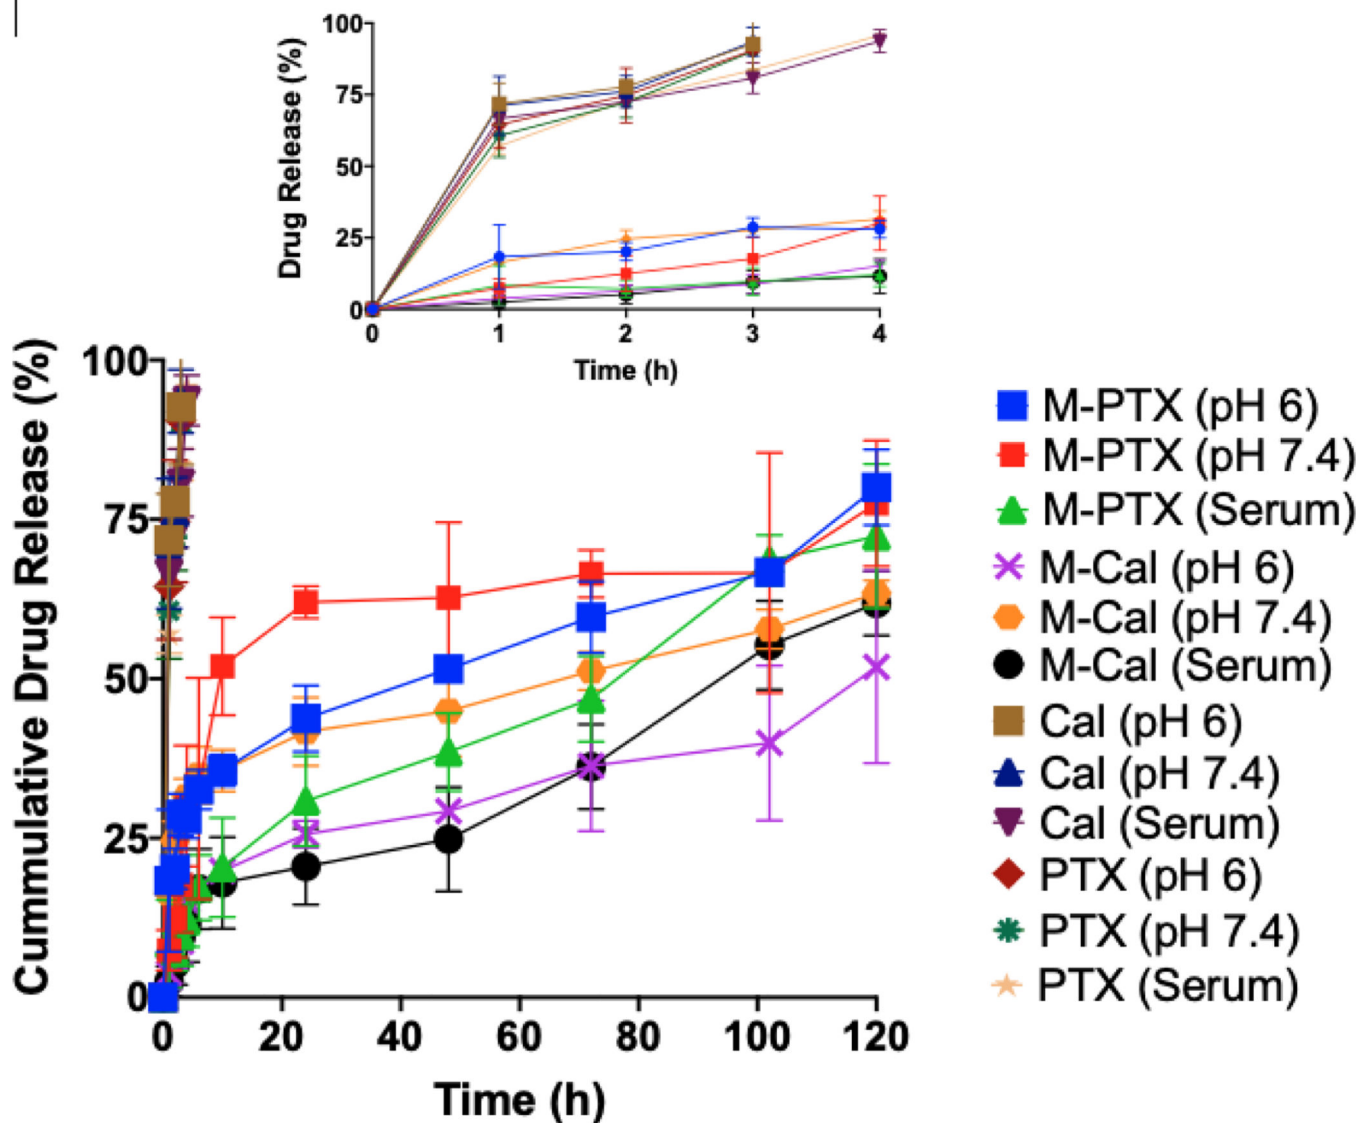 100
75
50
25
0
Drug Release (%)
0 1 2 3 4
Time (h)
100
75
50
25
0
Cummulative Drug Release (%)
0 20 40 60 80 100 120
Time (h)
M-PTX (pH 6)
M-PTX (pH 7.4)
M-PTX (Serum)
M-Cal (pH 6)
M-Cal (pH 7.4)
M-Cal (Serum)
Cal (pH 6)
Cal (pH 7.4)
Cal (Serum)
PTX (pH 6)
PTX (pH 7.4)
PTX (Serum)